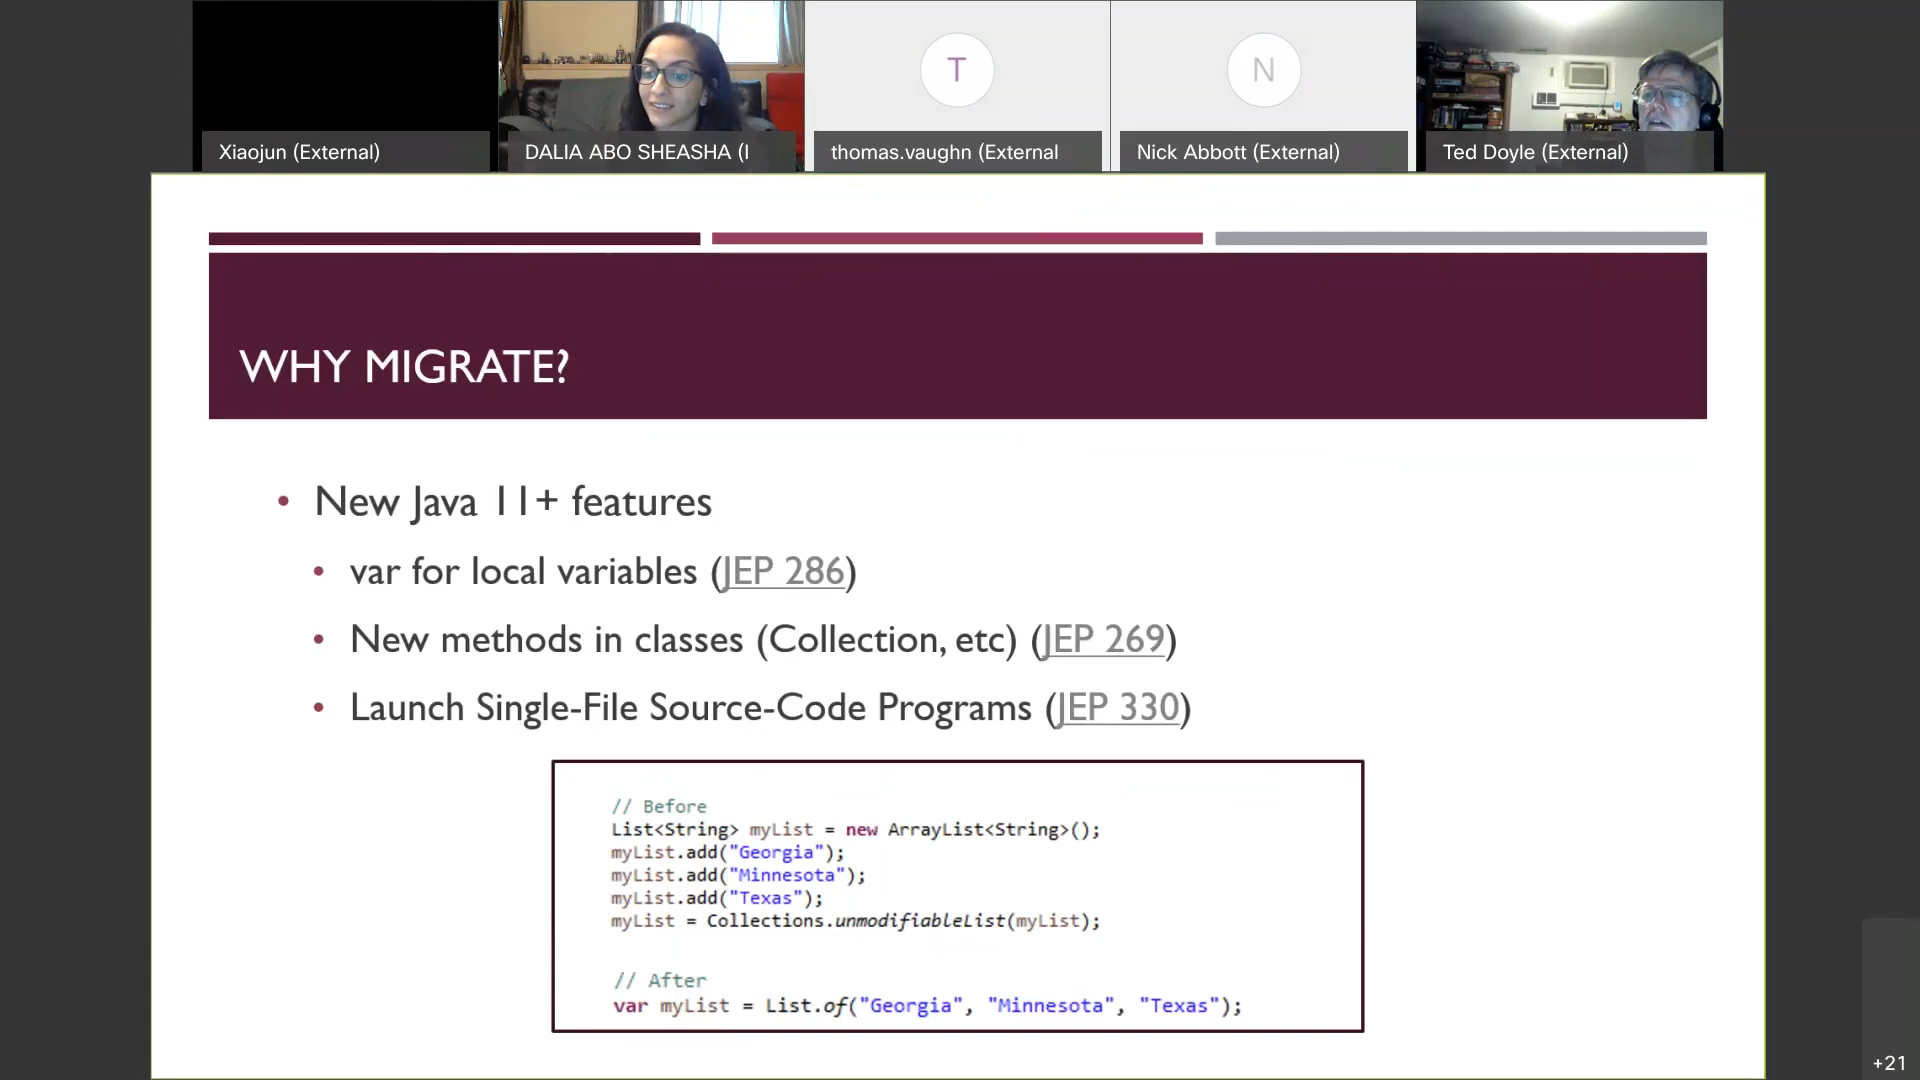 Xiaojun (External)
DALIA ABO SHEASHA (I
T
thomas.vaughn (External
N
Nick Abbott (External)
Ted Doyle (External)
WHY MIGRATE?
• New Java 11+ features
• var for local variables (JEP 286)
• New methods in classes (Collection, etc) (JEP 269)
• Launch Single-File Source-Code Programs (JEP 330)
// Before
List<String> myList = new ArrayList<String>();
myList.add("Georgia");
myList.add("Minnesota");
myList.add("Texas");
myList = Collections.unmodifiableList(myList);
// After
var myList = List.of("Georgia", "Minnesota", "Texas");
+21